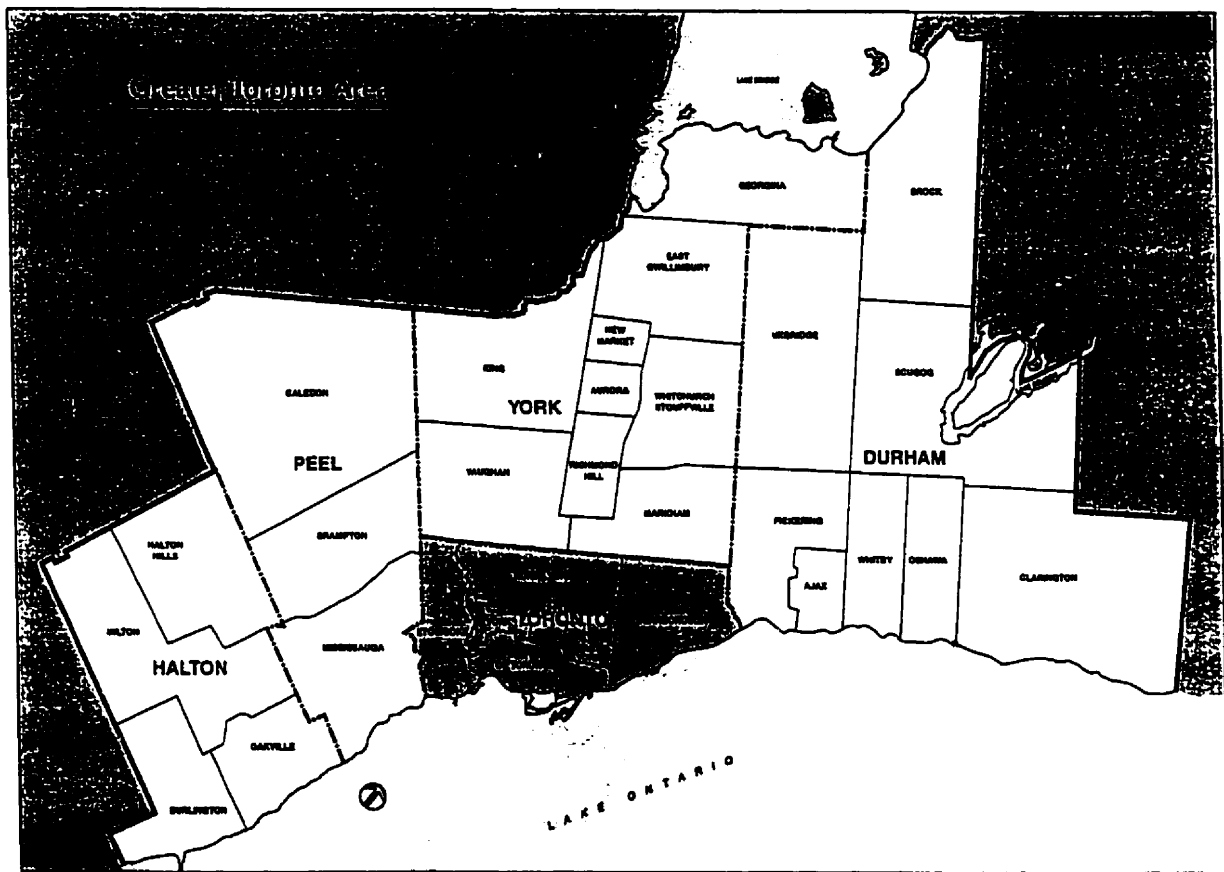 Greater Toronto Area
LAKE SIMCOE
GEORGINA
BROCK
EAST
GWILLIMBURY
NEW
MARKET
UXBRIDGE
KING
AURORA
SCUGOG
CALEDON
WHITCHURCH
STOUFFVILLE
YORK
PEEL
DURHAM
VAUGHAN
RICHMOND
HILL
MARKHAM
PICKERING
HALTON
HILLS
BRAMPTON
WHITBY
OSHAWA
CLARINGTON
AJAX
TORONTO
MILTON
MISSISSAUGA
HALTON
OAKVILLE
BURLINGTON
LAKE ONTARIO